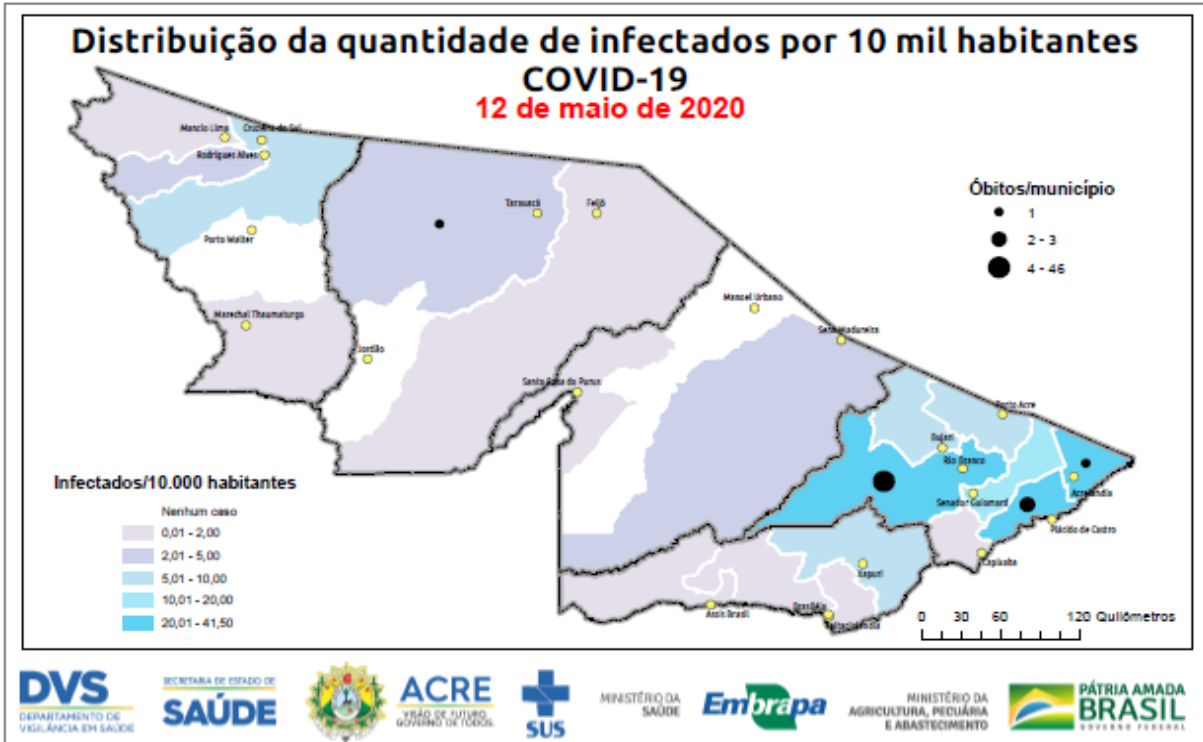 Distribuição da quantidade de infectados por 10 mil habitantes
COVID-19
12 de maio de 2020
Mancio Lima
Cruzeiro do Sul
Rodrigues Alves
Porto Walter
Marechal Thaumaturgo
Tarauacá
Feijó
Jordão
Santa Rosa do Purus
Manoel Urbano
Sena Madureira
Porto Acre
Bujari
Rio Branco
Senador Guiomard
Acrelândia
Plácido de Castro
Capixaba
Xapuri
Assis Brasil
Brasiléia
Epitaciolândia
Óbitos/município
1
2 - 3
4 - 46
Infectados/10.000 habitantes
Nenhum caso
0,01 - 2,00
2,01 - 5,00
5,01 - 10,00
10,01 - 20,00
20,01 - 41,50
0 30 60 120 Quilômetros
DVS
DEPARTAMENTO DE
VIGILÂNCIA EM SAÚDE
SECRETARIA DE ESTADO DE
SAÚDE
ACRE
VISÃO DE FUTURO.
GOVERNO DE TODOS.
SUS
MINISTÉRIO DA
SAÚDE
Embrapa
MINISTÉRIO DA
AGRICULTURA, PECUÁRIA
E ABASTECIMENTO
PÁTRIA AMADA
BRASIL
GOVERNO FEDERAL